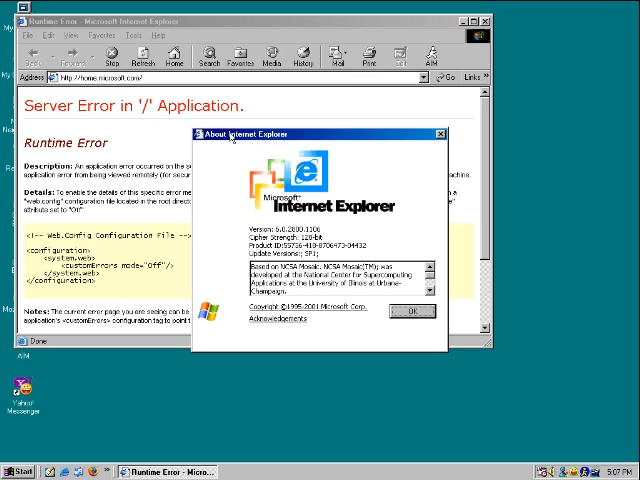 Runtime Error - Microsoft Internet Explorer
File Edit View Favorites Tools Help
Back Forward Stop Refresh Home Search Favorites Media History Mail Print Edit AIM
Address http://home.microsoft.com/ Go Links »
Server Error in '/' Application.
Runtime Error
Description: An application error occurred on the se
application error from being viewed remotely (for secur
machine.
Details: To enable the details of this specific error me
"web.config" configuration file located in the root direc
attribute set to "Off".
<!-- Web.Config Configuration File -->
<configuration>
<system.web>
<customErrors mode="Off"/>
</system.web>
</configuration>
Notes: The current error page you are seeing can be
application's <customErrors> configuration tag to point t
Done
About Internet Explorer
Microsoft
Internet Explorer
Version: 6.0.2800.1106
Cipher Strength: 128-bit
Product ID:55736-418-8706473-04432
Update Versions:; SP1;
Based on NCSA Mosaic. NCSA Mosaic(TM); was
developed at the National Center for Supercomputing
Applications at the University of Illinois at Urbana-
Champaign.
Copyright ©1995-2001 Microsoft Corp.
Acknowledgements
OK
AIM
Yahoo!
Messenger
Start » Runtime Error - Micro... 5:07 PM